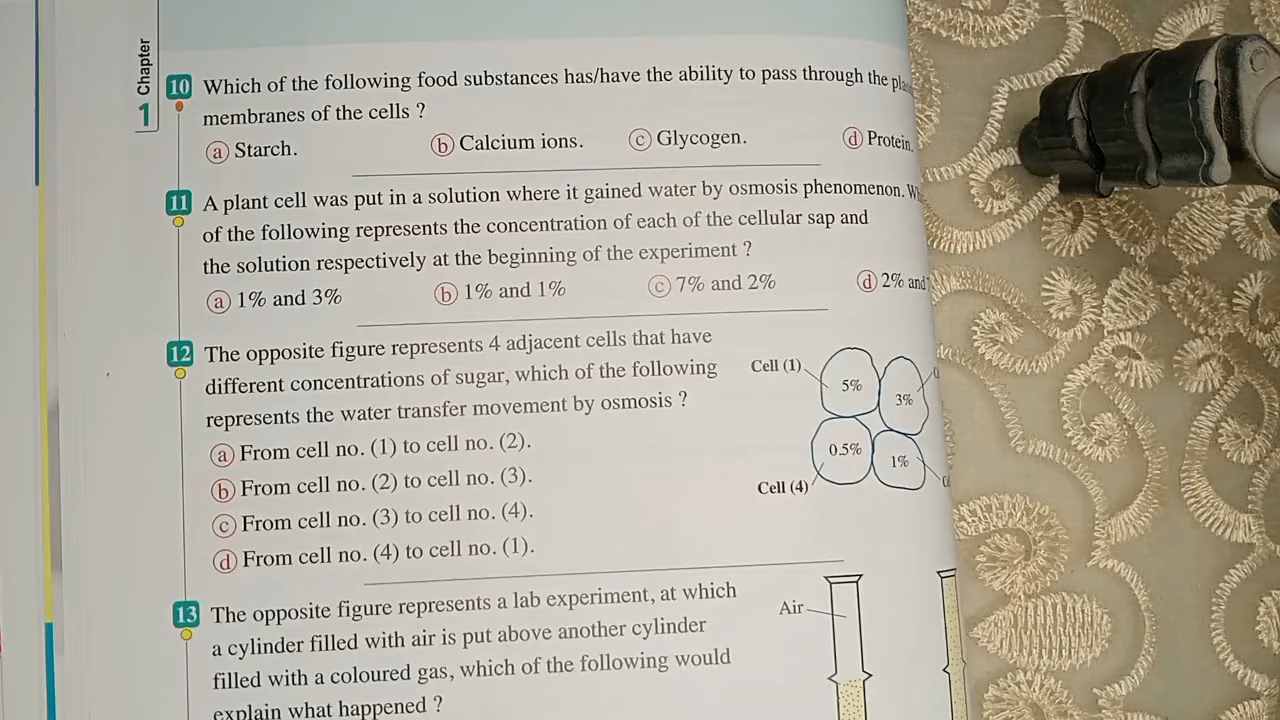 Chapter
1
10 Which of the following food substances has/have the ability to pass through the
membranes of the cells ?
a Starch. b Calcium ions. c Glycogen. d Protein.
11 A plant cell was put in a solution where it gained water by osmosis phenomenon.
of the following represents the concentration of each of the cellular sap and
the solution respectively at the beginning of the experiment ?
a 1% and 3% b 1% and 1% c 7% and 2% d 2% and
12 The opposite figure represents 4 adjacent cells that have
different concentrations of sugar, which of the following
represents the water transfer movement by osmosis ?
a From cell no. (1) to cell no. (2).
b From cell no. (2) to cell no. (3).
c From cell no. (3) to cell no. (4).
d From cell no. (4) to cell no. (1).
Cell (1)
5%
3%
0.5%
1%
Cell (4)
13 The opposite figure represents a lab experiment, at which
a cylinder filled with air is put above another cylinder
filled with a coloured gas, which of the following would
explain what happened ?
Air